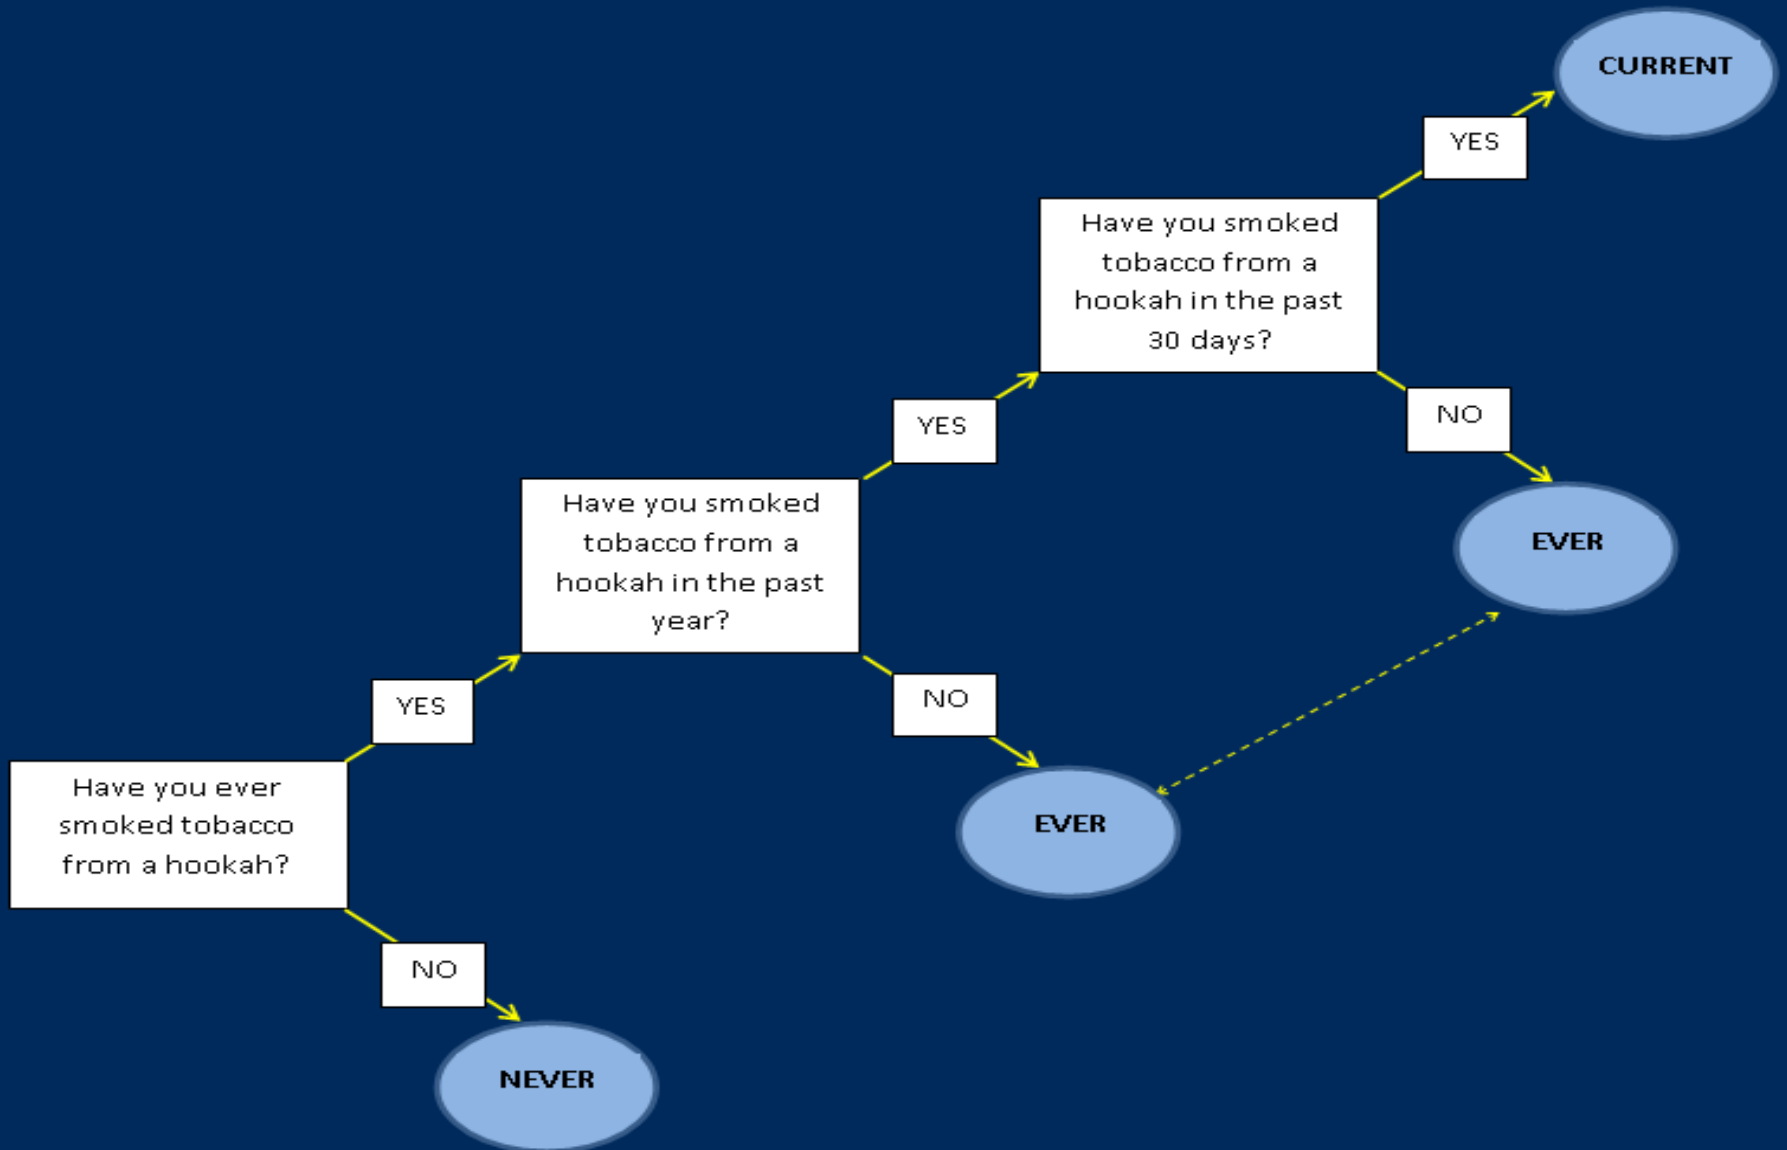 CURRENT
YES
Have you smoked
tobacco from a
hookah in the past
30 days?
NO
YES
EVER
Have you smoked
tobacco from a
hookah in the past
year?
NO
YES
EVER
Have you ever
smoked tobacco
from a hookah?
NO
NEVER